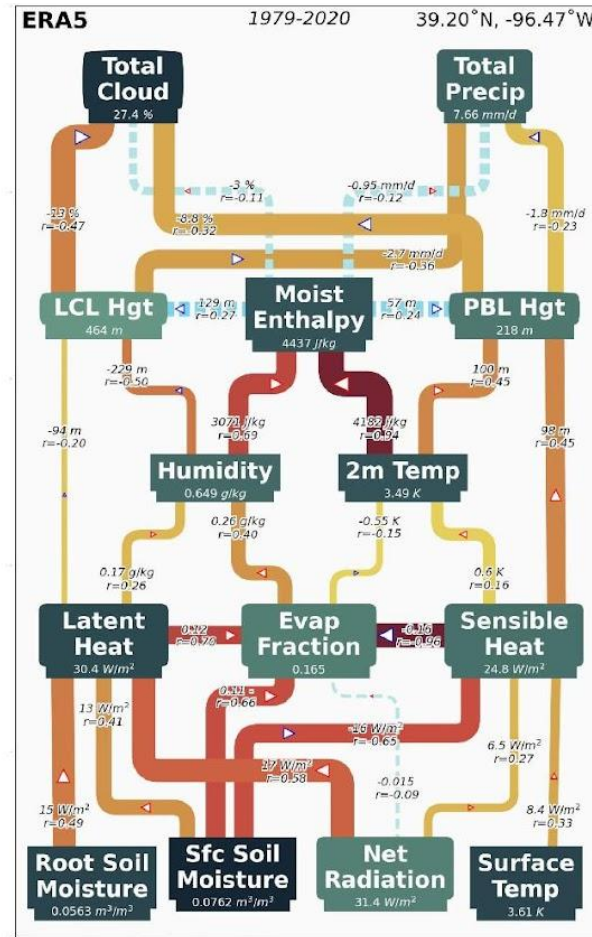 ERA5 1979-2020 39.20°N, -96.47°W
Total
Cloud
27.4 %
Total
Precip
7.66 mm/d
-3 %
r=-0.11
-0.95 mm/d
r=-0.12
-13 %
r=-0.47
-8.8 %
r=-0.32
-1.8 mm/d
r=-0.23
-2.7 mm/d
r=-0.36
LCL Hgt
464 m
129 m
r=0.27
Moist
Enthalpy
4437 J/kg
57 m
r=0.24
PBL Hgt
218 m
-229 m
r=-0.50
100 m
r=0.45
-94 m
r=-0.20
3071 J/kg
r=0.69
4182 J/kg
r=0.94
98 m
r=0.45
Humidity
0.649 g/kg
2m Temp
3.49 K
0.26 g/kg
r=0.40
-0.55 K
r=-0.15
0.17 g/kg
r=0.26
0.6 K
r=0.16
Latent
Heat
30.4 W/m²
0.12
r=0.76
Evap
Fraction
0.165
-0.16
r=-0.96
Sensible
Heat
24.8 W/m²
13 W/m²
r=0.41
0.11 -
r=0.66
-16 W/m²
r=-0.65
6.5 W/m²
r=0.27
17 W/m²
r=0.58
-0.015
r=-0.09
15 W/m²
r=0.49
8.4 W/m²
r=0.33
Root Soil
Moisture
0.0563 m³/m³
Sfc Soil
Moisture
0.0762 m³/m³
Net
Radiation
31.4 W/m²
Surface
Temp
3.61 K